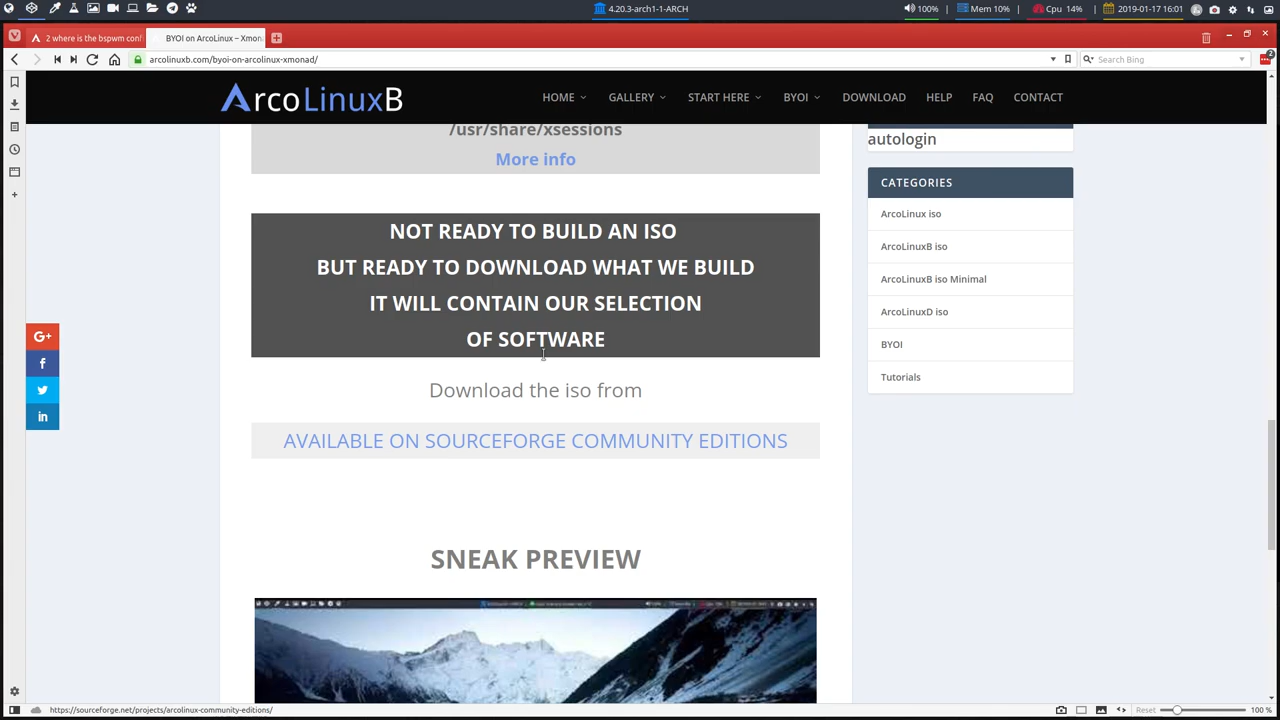 4.20.3-arch1-1-ARCH
100%
Mem 10%
Cpu 14%
2019-01-17 16:01
2 where is the bspwm conf
BYOI on ArcoLinux – Xmon
arcolinuxb.com/byoi-on-arcolinux-xmonad/
Search Bing
2
ArcoLinuxB
HOME
GALLERY
START HERE
BYOI
DOWNLOAD
HELP
FAQ
CONTACT
/usr/share/xsessions
More info
autologin
CATEGORIES
ArcoLinux iso
ArcoLinuxB iso
ArcoLinuxB iso Minimal
ArcoLinuxD iso
BYOI
Tutorials
NOT READY TO BUILD AN ISO
BUT READY TO DOWNLOAD WHAT WE BUILD
IT WILL CONTAIN OUR SELECTION
OF SOFTWARE
Download the iso from
AVAILABLE ON SOURCEFORGE COMMUNITY EDITIONS
SNEAK PREVIEW
G+
f
in
https://sourceforge.net/projects/arcolinux-community-editions/
Reset
100 %